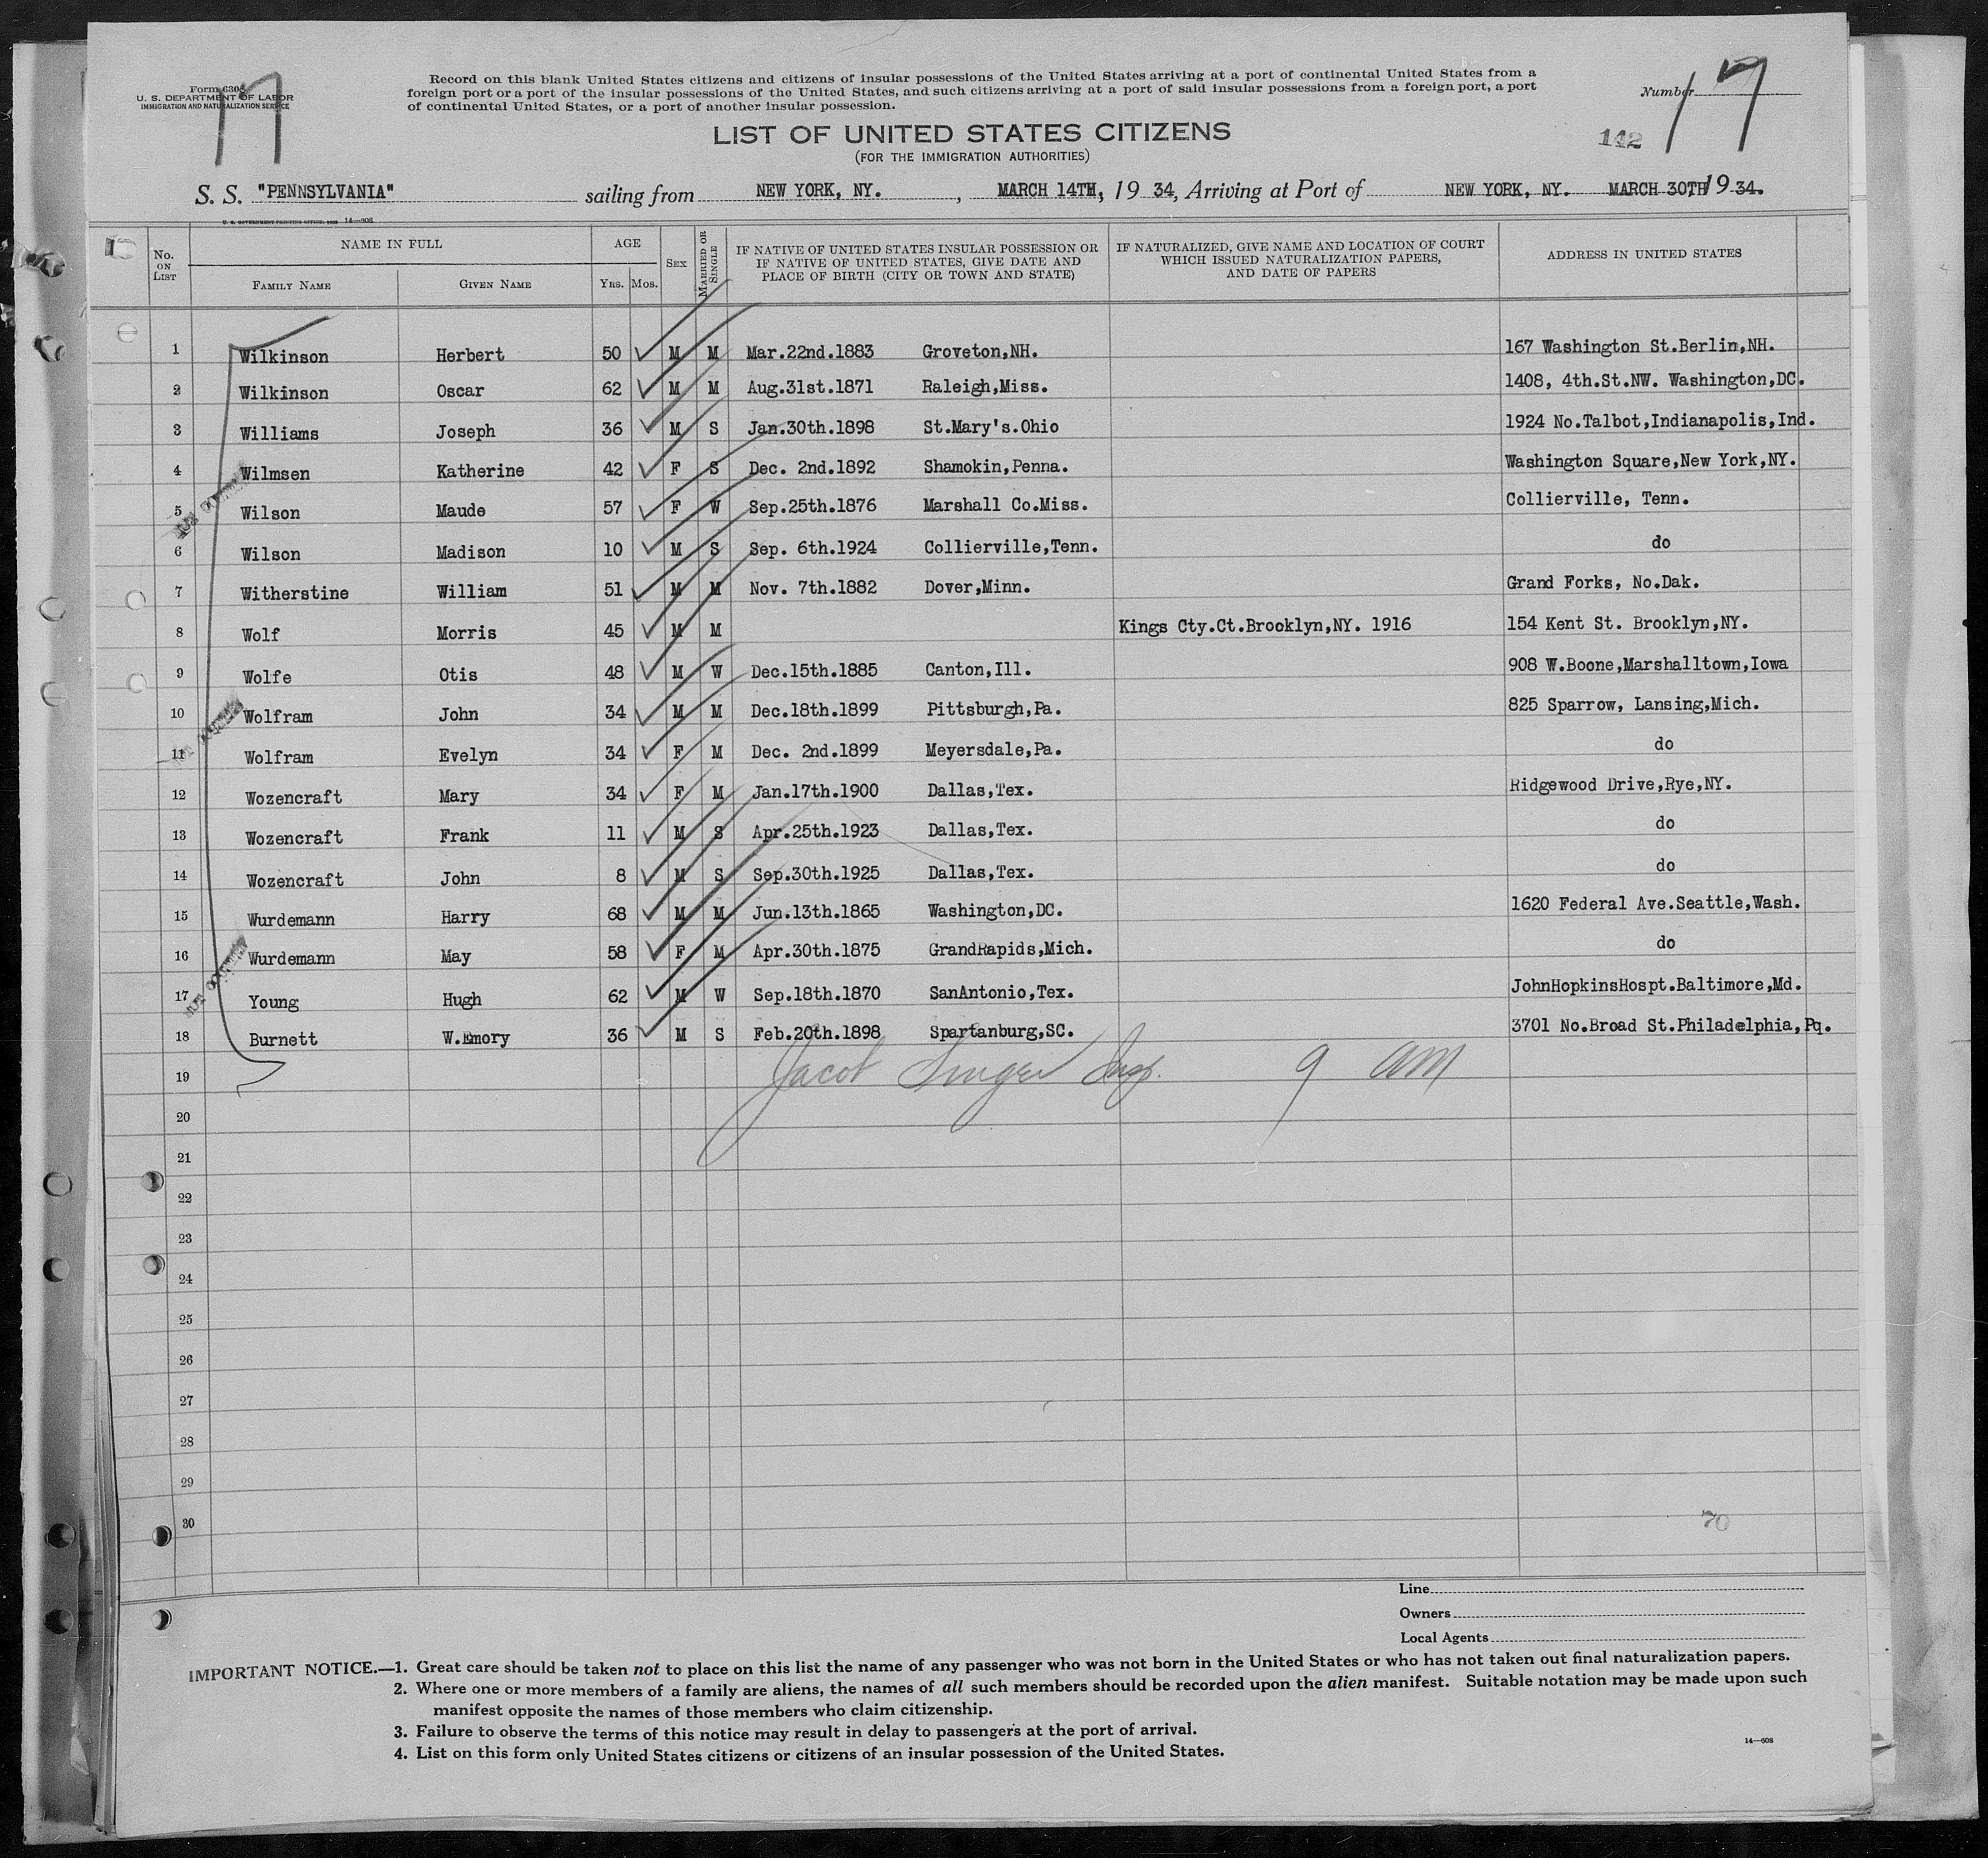 Form 630
U. S. DEPARTMENT OF LABOR
IMMIGRATION AND NATURALIZATION SERVICE
17
Record on this blank United States citizens and citizens of insular possessions of the United States arriving at a port of continental United States from a
foreign port or a port of the insular possessions of the United States, and such citizens arriving at a port of said insular possessions from a foreign port, a port
of continental United States, or a port of another insular possession.
Number 17
142
LIST OF UNITED STATES CITIZENS
(FOR THE IMMIGRATION AUTHORITIES)
S. S. "PENNSYLVANIA" sailing from NEW YORK, NY. , MARCH 14TH, 19 34, Arriving at Port of NEW YORK, NY. MARCH 30TH 19 34.
U. S. GOVERNMENT PRINTING OFFICE: 14—608
No. ON LIST NAME IN FULL AGE SEX MARRIED OR SINGLE IF NATIVE OF UNITED STATES INSULAR POSSESSION OR IF NATIVE OF UNITED STATES, GIVE DATE AND PLACE OF BIRTH (CITY OR TOWN AND STATE) IF NATURALIZED, GIVE NAME AND LOCATION OF COURT WHICH ISSUED NATURALIZATION PAPERS, AND DATE OF PAPERS ADDRESS IN UNITED STATES
FAMILY NAME GIVEN NAME YRS. MOS.
1 Wilkinson Herbert 50 M M Mar.22nd.1883 Groveton,NH. 167 Washington St.Berlin,NH.
2 Wilkinson Oscar 62 M M Aug.31st.1871 Raleigh,Miss. 1408, 4th.St.NW. Washington,DC.
3 Williams Joseph 36 M S Jan.30th.1898 St.Mary's.Ohio 1924 No.Talbot,Indianapolis,Ind.
4 Wilmsen Katherine 42 F S Dec. 2nd.1892 Shamokin,Penna. Washington Square,New York,NY.
5 Wilson Maude 57 F W Sep.25th.1876 Marshall Co.Miss. Collierville, Tenn.
6 Wilson Madison 10 M S Sep. 6th.1924 Collierville,Tenn. do
7 Witherstine William 51 M M Nov. 7th.1882 Dover,Minn. Grand Forks, No.Dak.
8 Wolf Morris 45 M M Kings Cty.Ct.Brooklyn,NY. 1916 154 Kent St. Brooklyn,NY.
9 Wolfe Otis 48 M W Dec.15th.1885 Canton,Ill. 908 W.Boone,Marshalltown,Iowa
10 Wolfram John 34 M M Dec.18th.1899 Pittsburgh,Pa. 825 Sparrow, Lansing,Mich.
11 Wolfram Evelyn 34 F M Dec. 2nd.1899 Meyersdale,Pa. do
12 Wozencraft Mary 34 F M Jan.17th.1900 Dallas,Tex. Ridgewood Drive,Rye,NY.
13 Wozencraft Frank 11 M S Apr.25th.1923 Dallas,Tex. do
14 Wozencraft John 8 M S Sep.30th.1925 Dallas,Tex. do
15 Wurdemann Harry 68 M M Jun.13th.1865 Washington,DC. 1620 Federal Ave.Seattle,Wash.
16 Wurdemann May 58 F M Apr.30th.1875 GrandRapids,Mich. do
17 Young Hugh 62 M W Sep.18th.1870 SanAntonio,Tex. JohnHopkinsHospt.Baltimore,Md.
18 Burnett W.Emory 36 M S Feb.20th.1898 Spartanburg,SC. 3701 No.Broad St.Philadelphia,Pa.
19 Jacob Singer Insp. 9 AM
20
21
22
23
24
25
26
27
28
29
30 70
Line
Owners
Local Agents
IMPORTANT NOTICE.—1. Great care should be taken not to place on this list the name of any passenger who was not born in the United States or who has not taken out final naturalization papers.
2. Where one or more members of a family are aliens, the names of all such members should be recorded upon the alien manifest. Suitable notation may be made upon such
manifest opposite the names of those members who claim citizenship.
3. Failure to observe the terms of this notice may result in delay to passengers at the port of arrival.
4. List on this form only United States citizens or citizens of an insular possession of the United States.
14—608